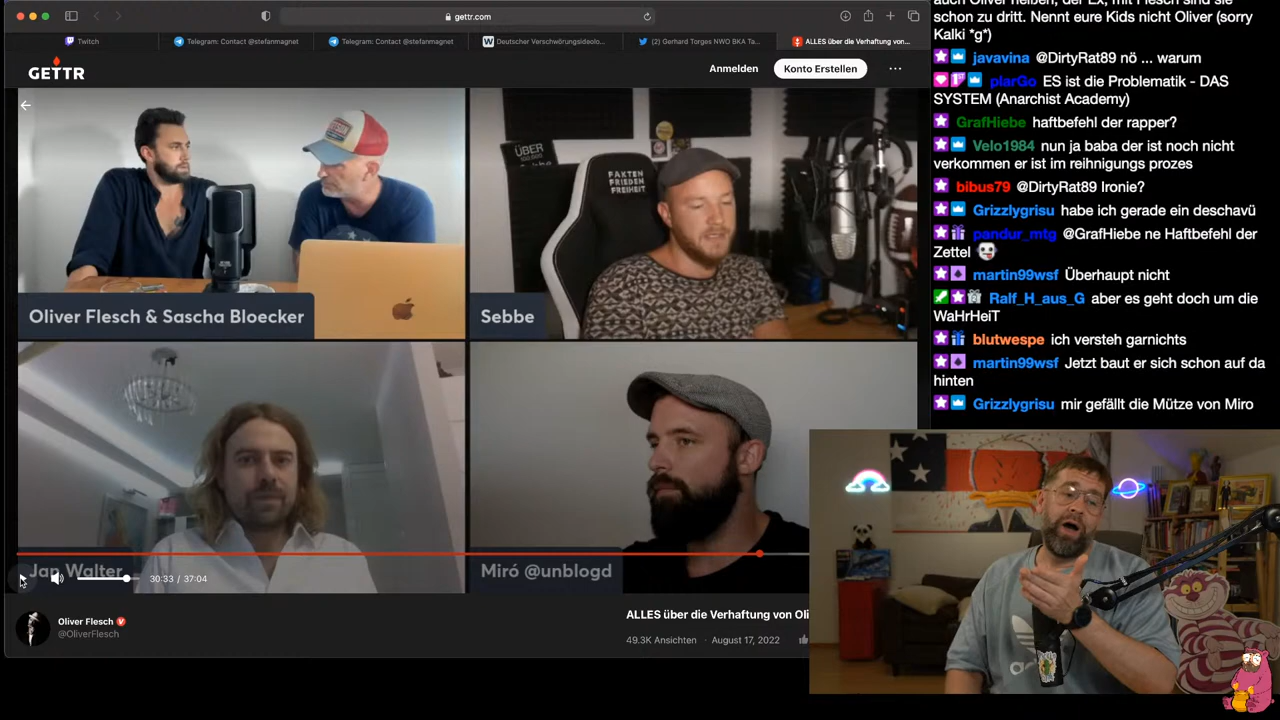 gettr.com
Twitch
Telegram: Contact @stefanmagnet
Telegram: Contact @stefanmagnet
Deutscher Verschwörungsideolo...
(2) Gerhard Torges NWO BKA Ta...
ALLES über die Verhaftung von...
GETTR
Anmelden
Konto Erstellen
ÜBER
FAKTEN
FRIEDEN
FREIHEIT
Oliver Flesch & Sascha Bloecker
Sebbe
Jan Walter
Miró @unblogd
30:33 / 37:04
Oliver Flesch
@OliverFlesch
ALLES über die Verhaftung von Oli
49.3K Ansichten · August 17, 2022
auch Oliver heißen, der Ex, mit Flesch sind sie
schon zu dritt. Nennt eure Kids nicht Oliver (sorry
Kalki *g*)
javavina @DirtyRat89 nö ... warum
plarGo ES ist die Problematik - DAS
SYSTEM (Anarchist Academy)
GrafHiebe haftbefehl der rapper?
Velo1984 nun ja baba der ist noch nicht
verkommen er ist im reihnigungs prozes
bibus79 @DirtyRat89 Ironie?
Grizzlygrisu habe ich gerade ein deschavü
pandur_mtg @GrafHiebe ne Haftbefehl der
Zettel
martin99wsf Überhaupt nicht
Ralf_H_aus_G aber es geht doch um die
WaHrHeiT
blutwespe ich versteh garnichts
martin99wsf Jetzt baut er sich schon auf da
hinten
Grizzlygrisu mir gefällt die Mütze von Miro